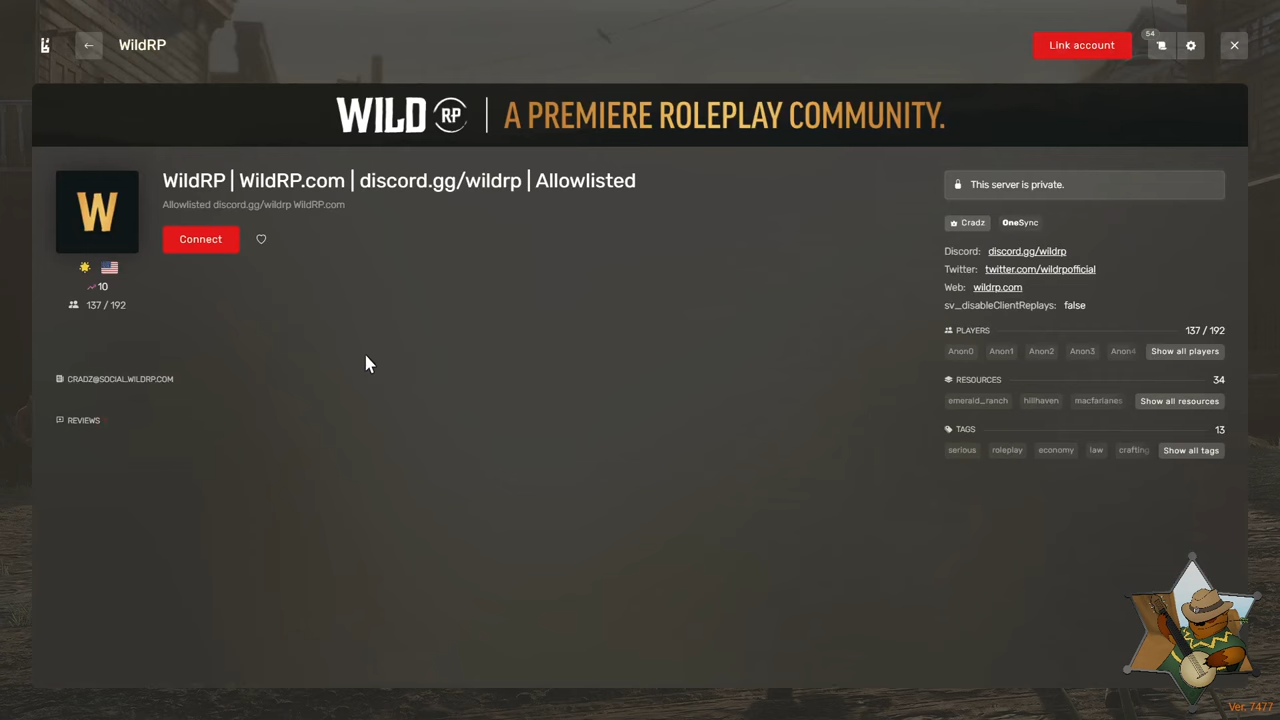 WildRP
Link account
54
WILD RP | A PREMIERE ROLEPLAY COMMUNITY.
W
WildRP | WildRP.com | discord.gg/wildrp | Allowlisted
Allowlisted discord.gg/wildrp WildRP.com
Connect
10
137 / 192
CRADZ@SOCIAL.WILDRP.COM
REVIEWS
This server is private.
Cradz OneSync
Discord: discord.gg/wildrp
Twitter: twitter.com/wildrpofficial
Web: wildrp.com
sv_disableClientReplays: false
PLAYERS 137 / 192
Anon0 Anon1 Anon2 Anon3 Anon4 Show all players
RESOURCES 34
emerald_ranch hillhaven macfarlanes Show all resources
TAGS 13
serious roleplay economy law crafting Show all tags
Ver. 7477